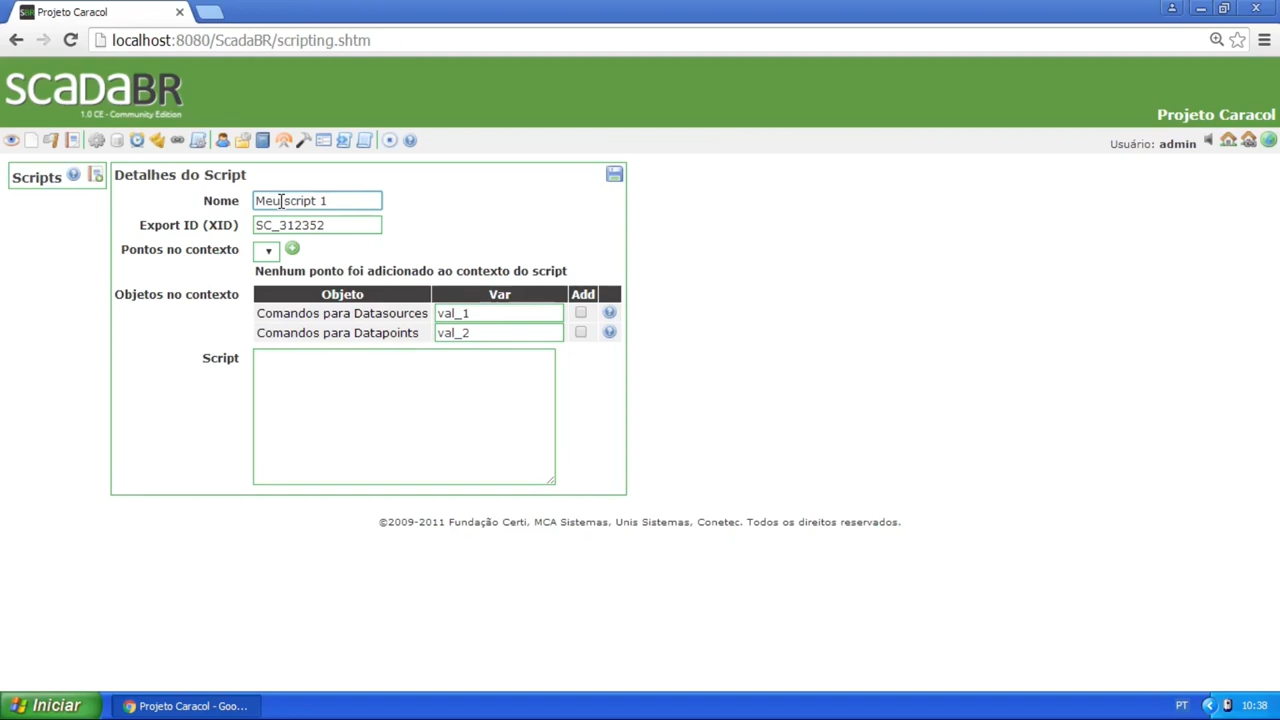 Projeto Caracol
localhost:8080/ScadaBR/scripting.shtm
SCADABR
1.0 CE - Community Edition
Projeto Caracol
Usuário: admin
Scripts
Detalhes do Script
Nome
Meu script 1
Export ID (XID)
SC_312352
Pontos no contexto
Nenhum ponto foi adicionado ao contexto do script
Objetos no contexto
Objeto Var Add
Comandos para Datasources val_1
Comandos para Datapoints val_2
Script
©2009-2011 Fundação Certi, MCA Sistemas, Unis Sistemas, Conetec. Todos os direitos reservados.
Iniciar
Projeto Caracol - Goo...
PT
10:38